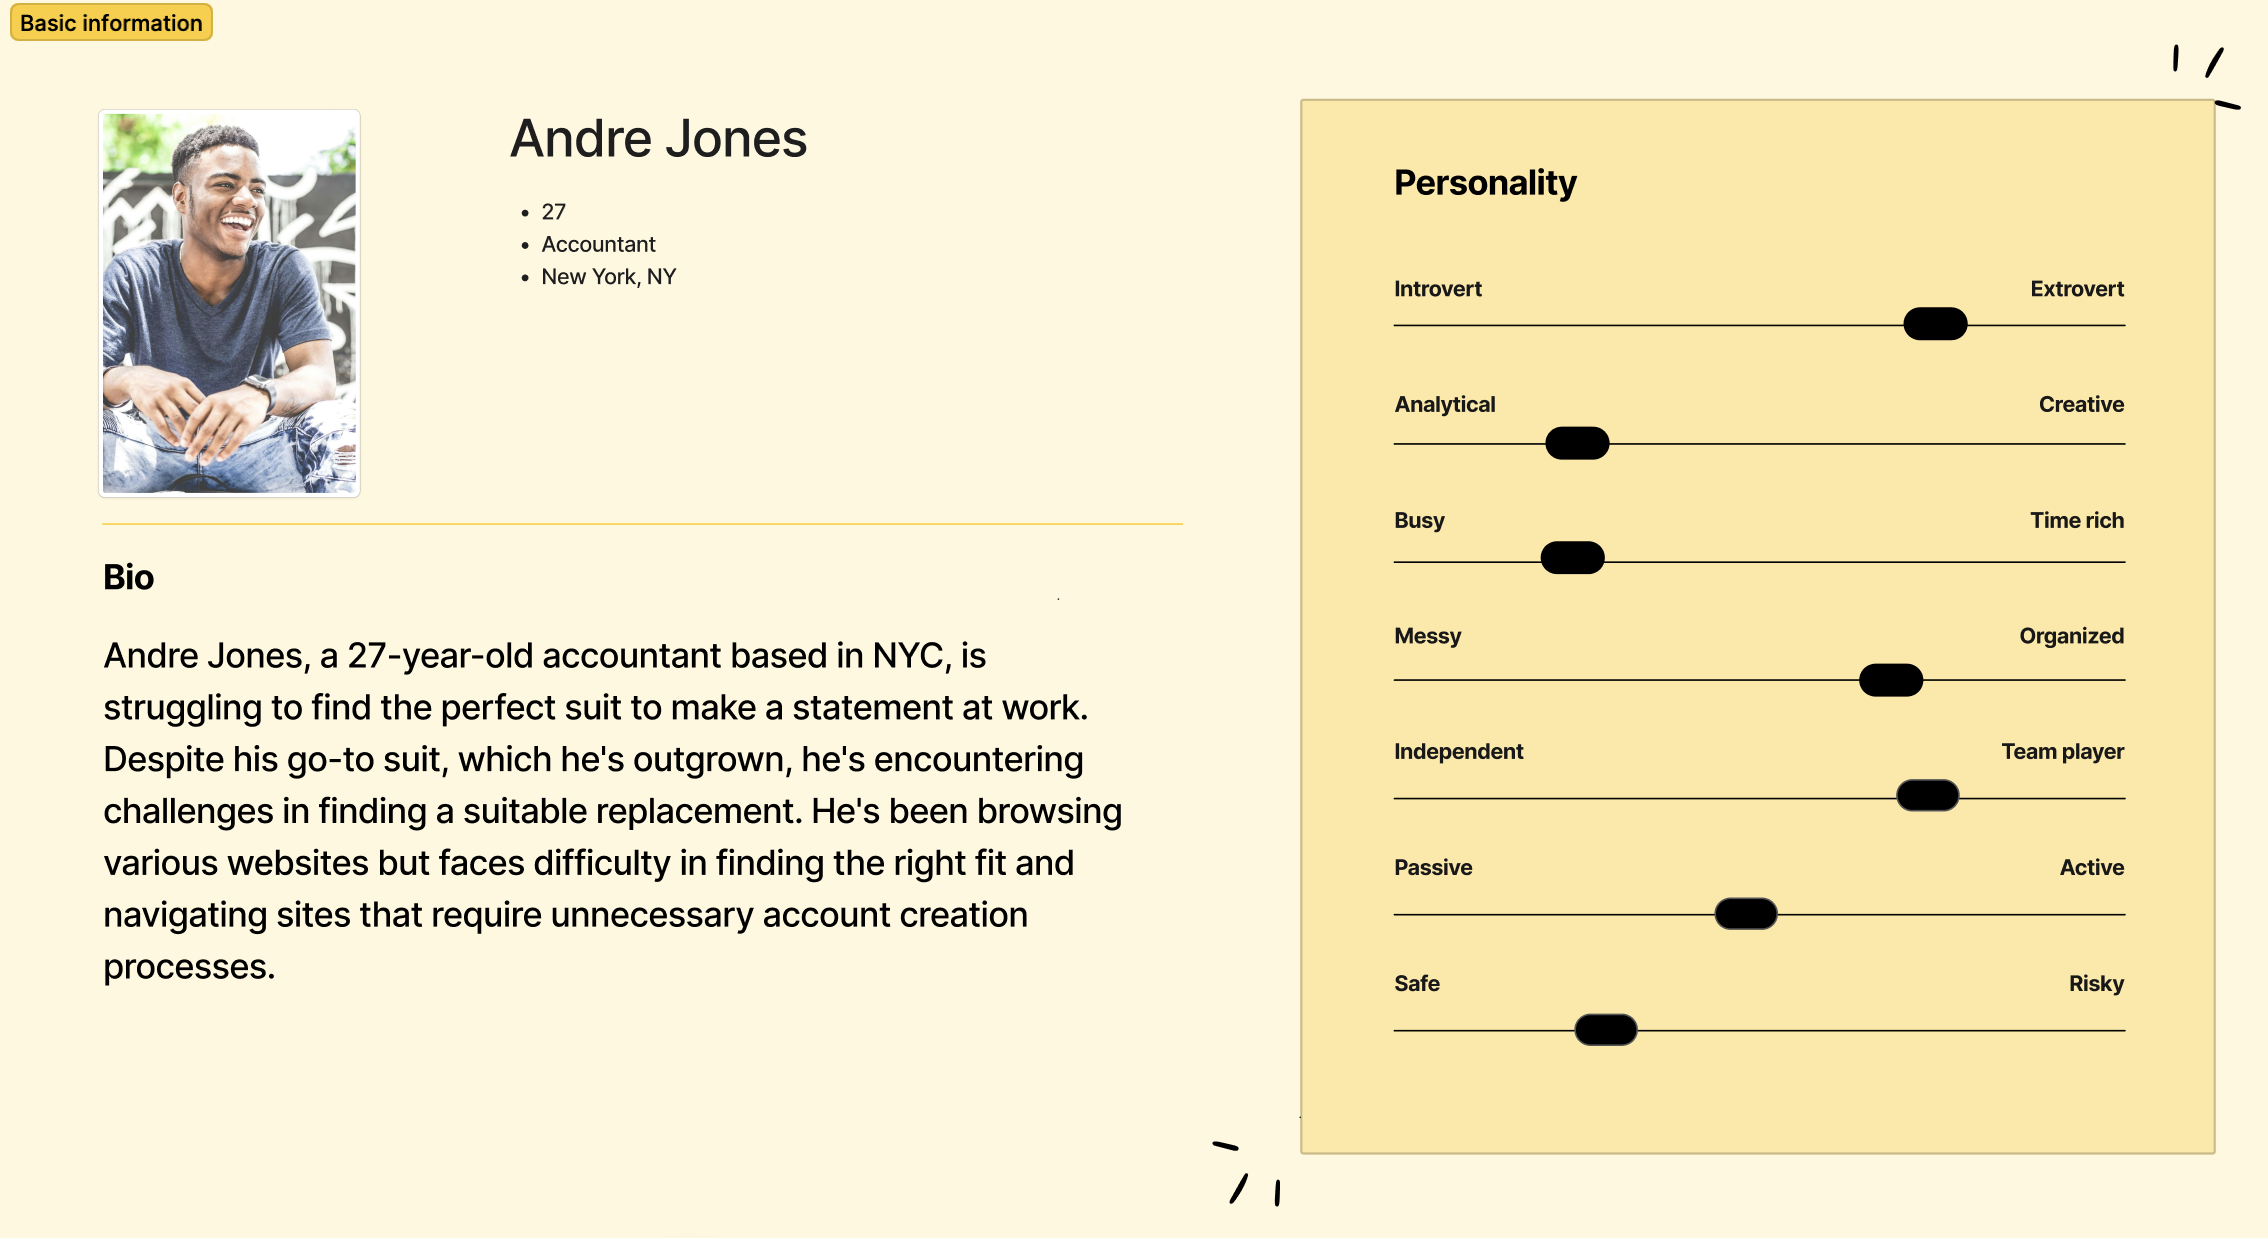 Basic information
Andre Jones
• 27
• Accountant
• New York, NY
Bio
Andre Jones, a 27-year-old accountant based in NYC, is
struggling to find the perfect suit to make a statement at work.
Despite his go-to suit, which he's outgrown, he's encountering
challenges in finding a suitable replacement. He's been browsing
various websites but faces difficulty in finding the right fit and
navigating sites that require unnecessary account creation
processes.
Personality
Introvert Extrovert
Analytical Creative
Busy Time rich
Messy Organized
Independent Team player
Passive Active
Safe Risky